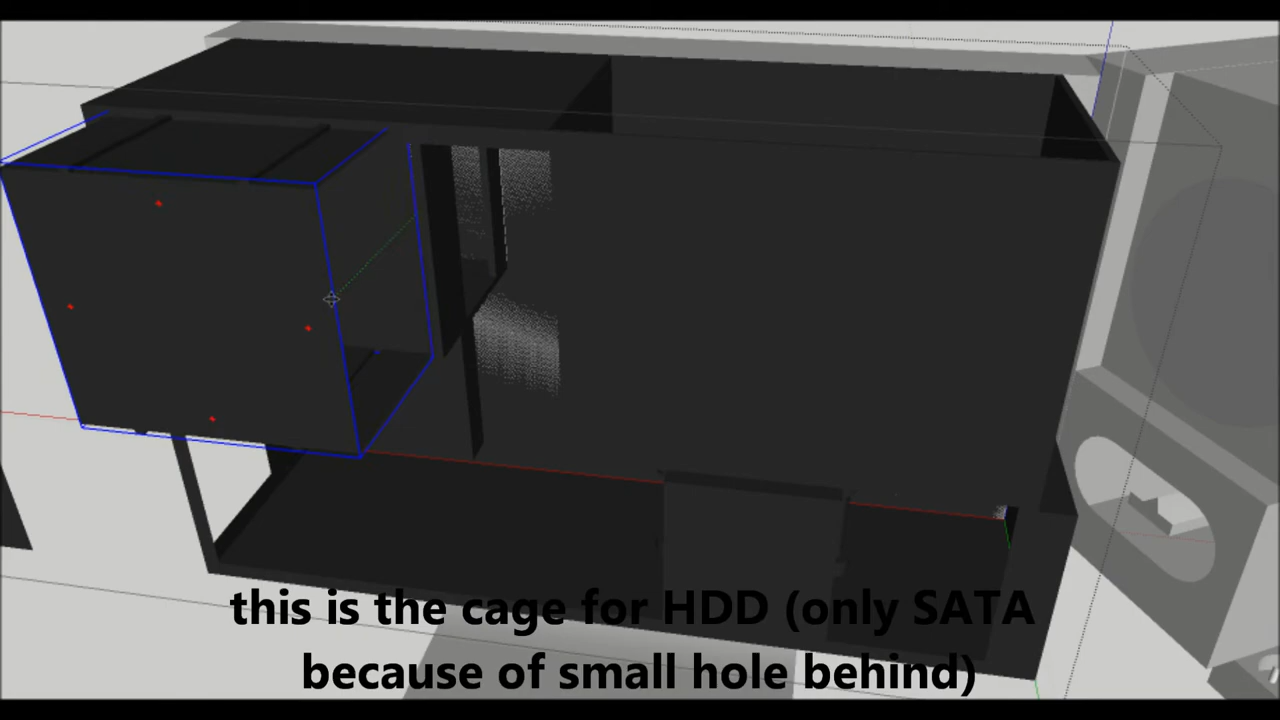 this is the cage for HDD (only SATA
because of small hole behind)